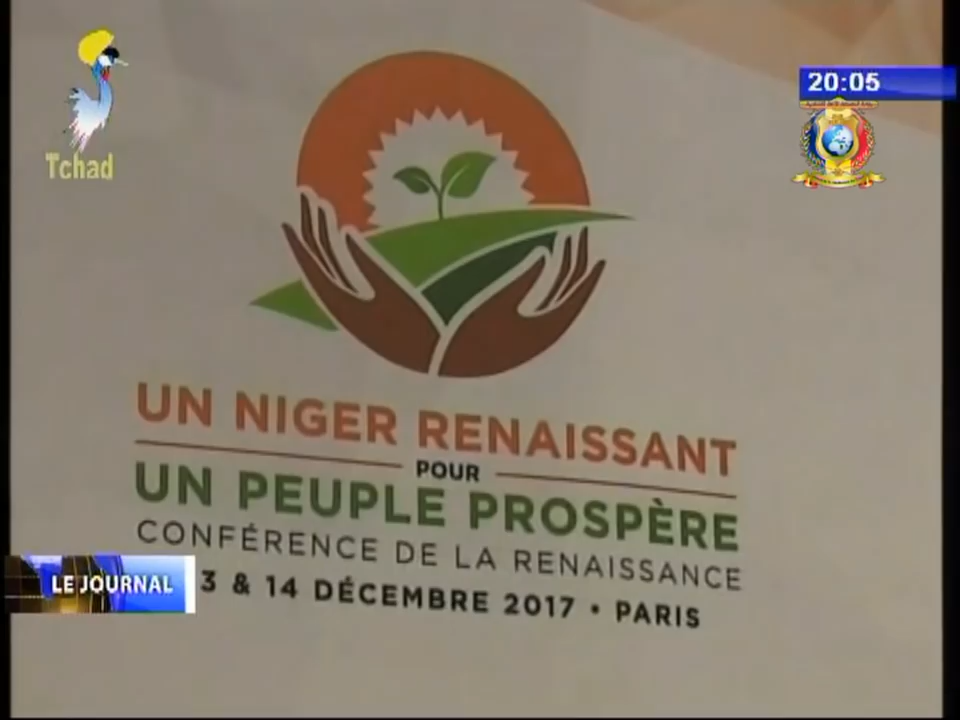 Tchad
20:05
UN NIGER RENAISSANT
POUR
UN PEUPLE PROSPÈRE
CONFÉRENCE DE LA RENAISSANCE
LE JOURNAL
3 & 14 DÉCEMBRE 2017 • PARIS